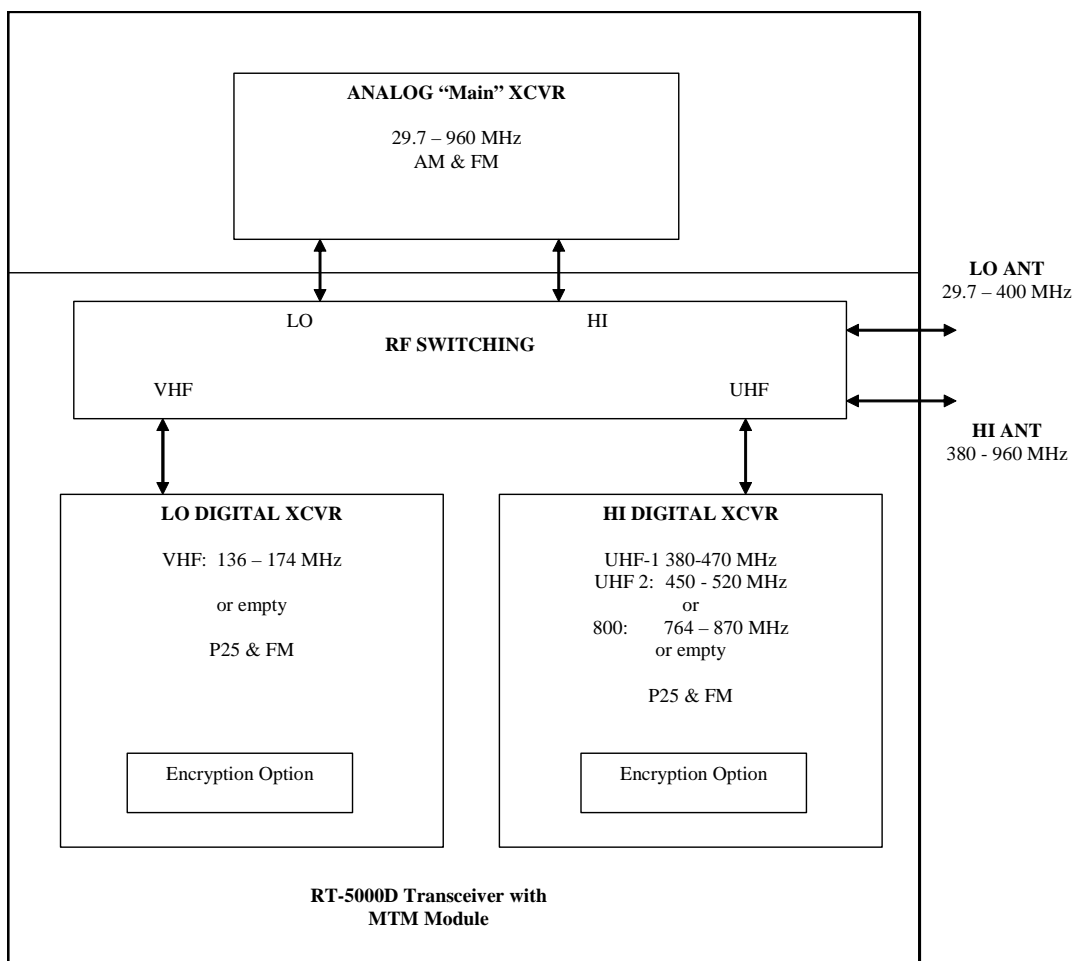 ANALOG “Main” XCVR
29.7 – 960 MHz
AM & FM
LO ANT
29.7 – 400 MHz
LO
HI
RF SWITCHING
VHF
UHF
HI ANT
380 - 960 MHz
LO DIGITAL XCVR
VHF: 136 – 174 MHz
or empty
P25 & FM
Encryption Option
HI DIGITAL XCVR
UHF-1 380-470 MHz
UHF 2: 450 - 520 MHz
or
800: 764 – 870 MHz
or empty
P25 & FM
Encryption Option
RT-5000D Transceiver with
MTM Module